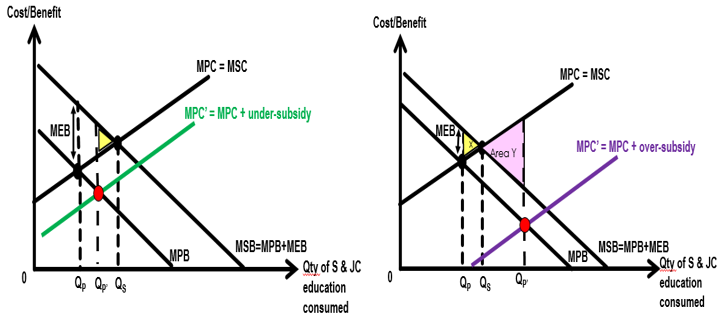 Cost/Benefit
MPC = MSC
MPC' = MPC + under-subsidy
MEB
MPB
MSB=MPB+MEB
0
QP
QP'
QS
Qty of S & JC
education
consumed
Cost/Benefit
MPC = MSC
MEB
X
Area Y
MPC' = MPC + over-subsidy
MPB
MSB=MPB+MEB
0
QP
QS
QP'
Qty of S & JC
education
consumed